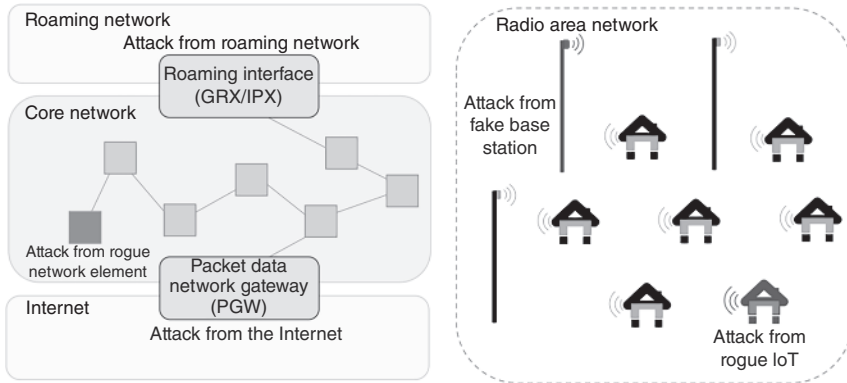 Roaming network
Attack from roaming network
Roaming interface
(GRX/IPX)
Core network
Attack from rogue
network element
Packet data
network gateway
(PGW)
Internet
Attack from the Internet
Radio area network
Attack from
fake base
station
Attack from
rogue IoT